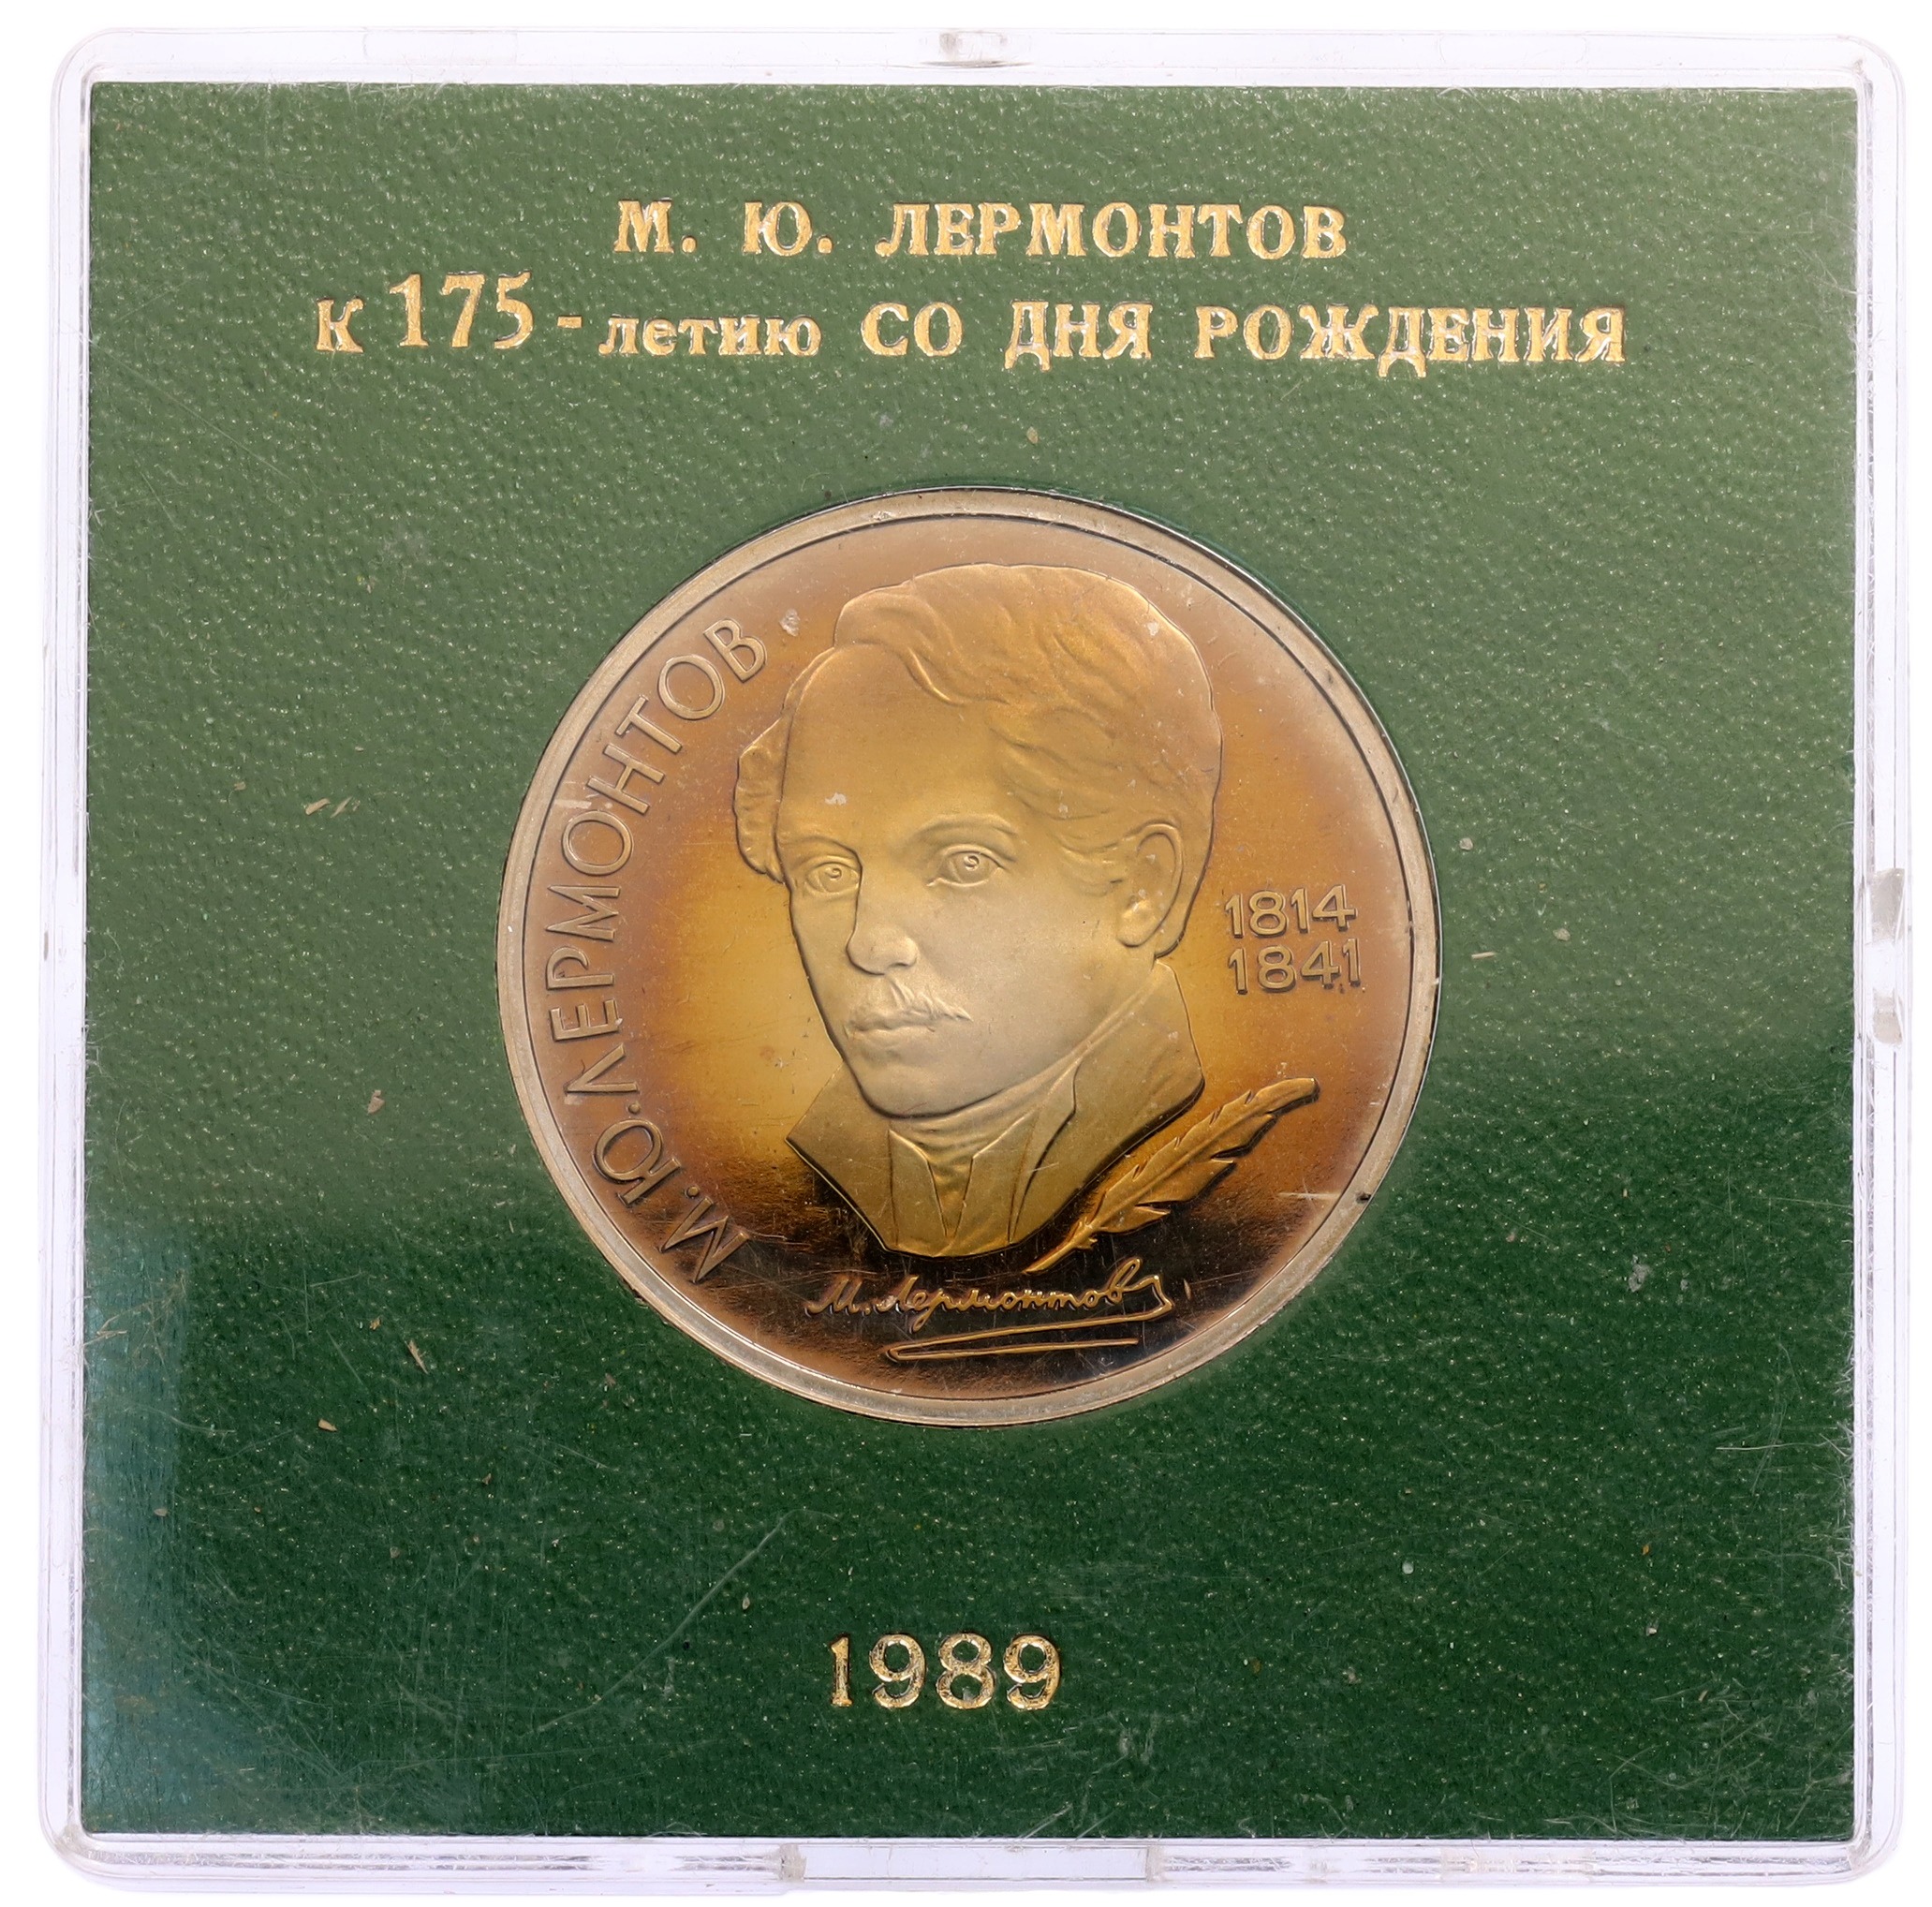 М. Ю. ЛЕРМОНТОВ
К 175-летию СО ДНЯ РОЖДЕНИЯ
М.Ю.ЛЕРМОНТОВ
1814
1841
М. Лермонтов
1989